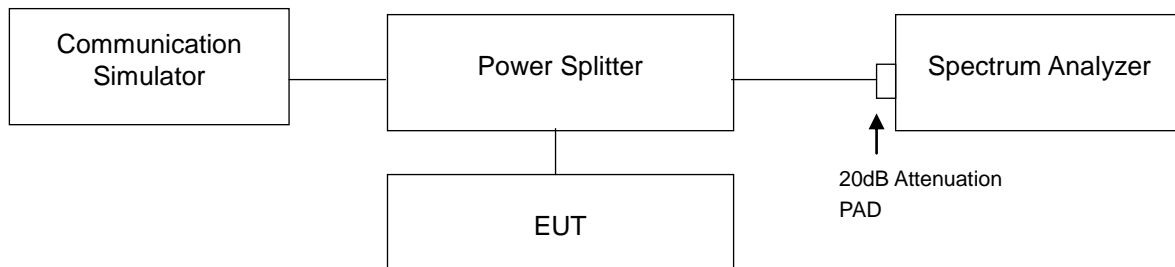 Communication
Simulator
Power Splitter
Spectrum Analyzer
20dB Attenuation
PAD
EUT